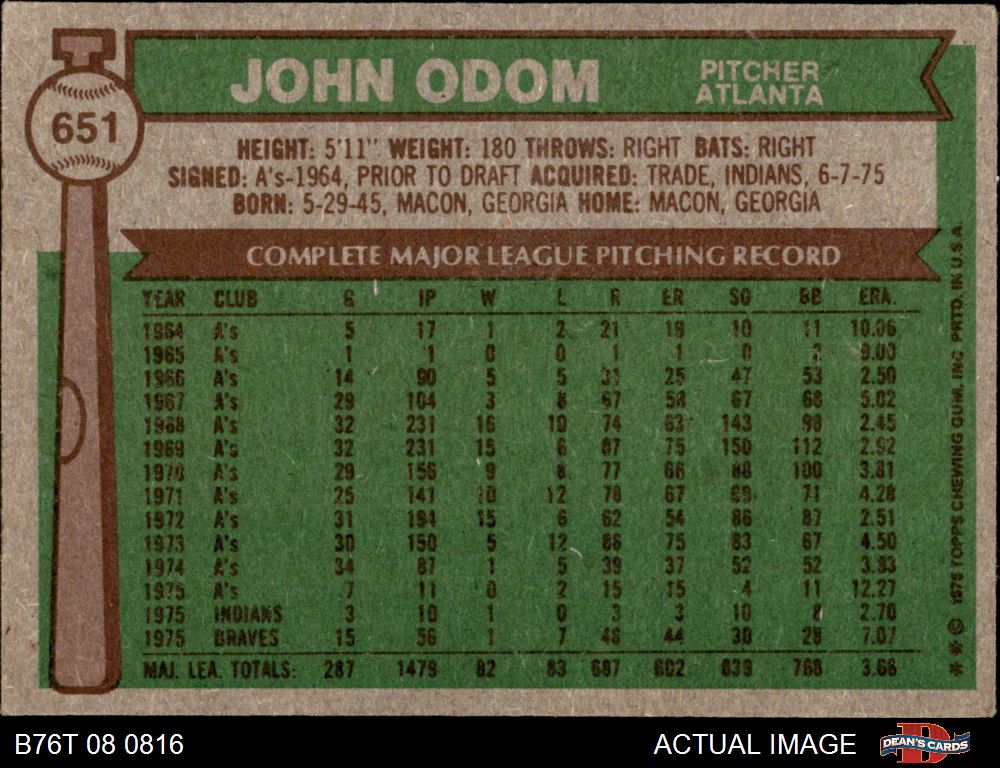 651
JOHN ODOM
PITCHER
ATLANTA
HEIGHT: 5'11" WEIGHT: 180 THROWS: RIGHT BATS: RIGHT
SIGNED: A's-1964, PRIOR TO DRAFT ACQUIRED: TRADE, INDIANS, 6-7-75
BORN: 5-29-45, MACON, GEORGIA HOME: MACON, GEORGIA
COMPLETE MAJOR LEAGUE PITCHING RECORD
YEAR CLUB G IP W L R ER SO BB ERA.
1964 A's 5 17 1 2 21 19 10 11 10.06
1965 A's 1 1 0 0 1 1 0 2 9.00
1966 A's 14 90 5 5 31 25 47 53 2.50
1967 A's 29 104 3 8 67 58 67 68 5.02
1968 A's 32 231 16 10 74 63 143 98 2.45
1969 A's 32 231 15 6 87 75 150 112 2.92
1970 A's 29 156 9 8 77 66 88 100 3.81
1971 A's 25 141 10 12 78 67 69 71 4.28
1972 A's 31 194 15 6 62 54 86 87 2.51
1973 A's 30 150 5 12 86 75 83 67 4.50
1974 A's 34 87 1 5 39 37 52 52 3.83
1975 A's 7 11 0 2 15 15 4 11 12.27
1975 INDIANS 3 10 1 0 3 3 10 8 2.70
1975 BRAVES 15 56 1 7 48 44 30 28 7.07
MAJ. LEA. TOTALS: 287 1479 82 83 687 602 839 768 3.66
* * © 1976 TOPPS CHEWING GUM, INC PRTD. IN U.S.A.
B76T 08 0816
ACTUAL IMAGE
DEAN'S CARDS